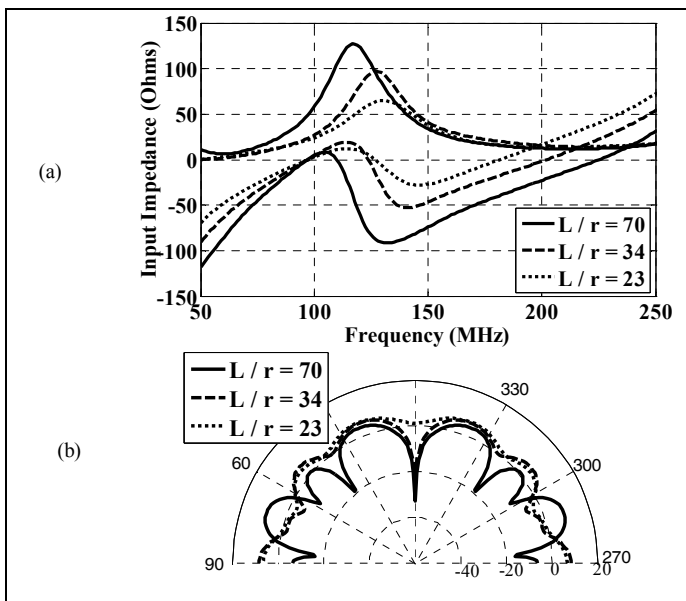 (a)
Input Impedance (Ohms)
150
100
50
0
-50
-100
-150
L / r = 70
L / r = 34
L / r = 23
50 100 150 200 250
Frequency (MHz)
(b)
L / r = 70
L / r = 34
L / r = 23
330
60 300
90 -40 -20 0 20 270